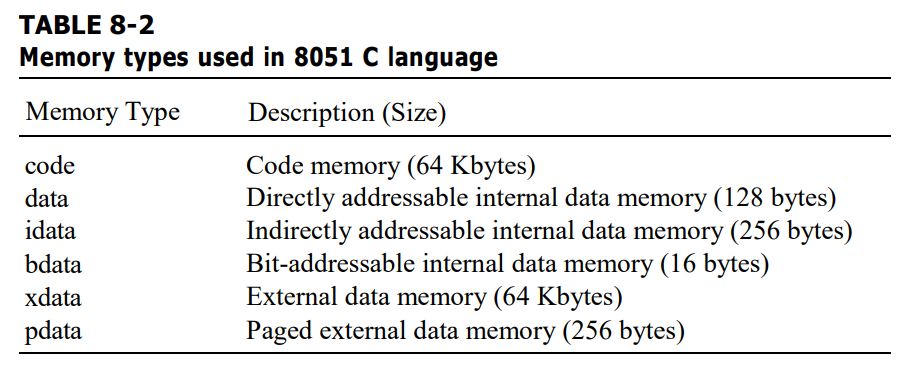 TABLE 8-2
Memory types used in 8051 C language
Memory Type Description (Size)
code Code memory (64 Kbytes)
data Directly addressable internal data memory (128 bytes)
idata Indirectly addressable internal data memory (256 bytes)
bdata Bit-addressable internal data memory (16 bytes)
xdata External data memory (64 Kbytes)
pdata Paged external data memory (256 bytes)